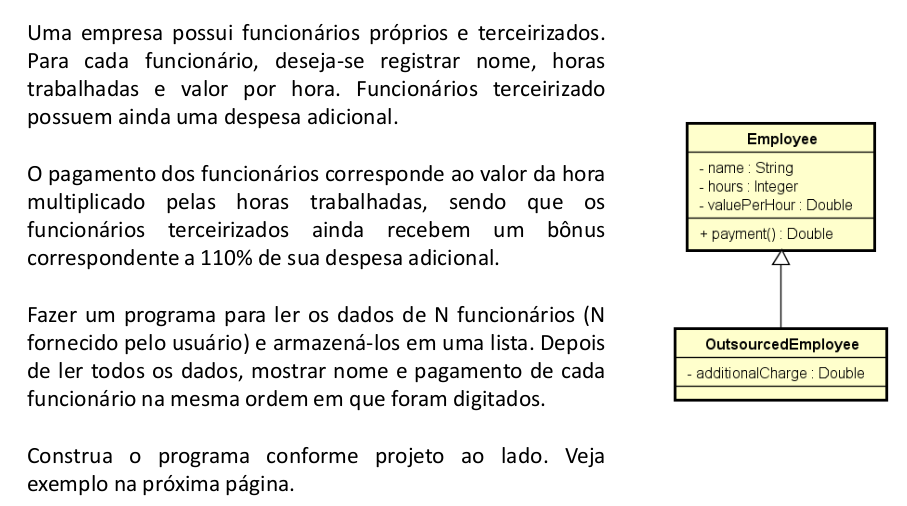 Uma empresa possui funcionários próprios e terceirizados.
Para cada funcionário, deseja-se registrar nome, horas
trabalhadas e valor por hora. Funcionários terceirizado
possuem ainda uma despesa adicional.
O pagamento dos funcionários corresponde ao valor da hora
multiplicado pelas horas trabalhadas, sendo que os
funcionários terceirizados ainda recebem um bônus
correspondente a 110% de sua despesa adicional.
Fazer um programa para ler os dados de N funcionários (N
fornecido pelo usuário) e armazená-los em uma lista. Depois
de ler todos os dados, mostrar nome e pagamento de cada
funcionário na mesma ordem em que foram digitados.
Construa o programa conforme projeto ao lado. Veja
exemplo na próxima página.
Employee
- name : String
- hours : Integer
- valuePerHour : Double
+ payment() : Double
OutsourcedEmployee
- additionalCharge : Double